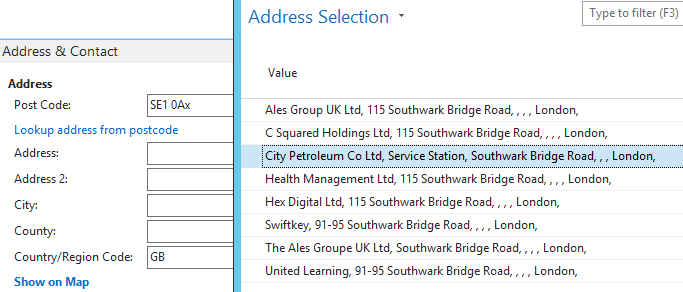 Address & Contact
Address
Post Code: SE1 0Ax
Lookup address from postcode
Address:
Address 2:
City:
County:
Country/Region Code: GB
Show on Map
Address Selection
Type to filter (F3)
Value
Ales Group UK Ltd, 115 Southwark Bridge Road, , , , London,
C Squared Holdings Ltd, 115 Southwark Bridge Road, , , , London,
City Petroleum Co Ltd, Service Station, Southwark Bridge Road, , , London,
Health Management Ltd, 115 Southwark Bridge Road, , , , London,
Hex Digital Ltd, 115 Southwark Bridge Road, , , , London,
Swiftkey, 91-95 Southwark Bridge Road, , , , London,
The Ales Groupe UK Ltd, Southwark Bridge Road, , , , London,
United Learning, 91-95 Southwark Bridge Road, , , , London,